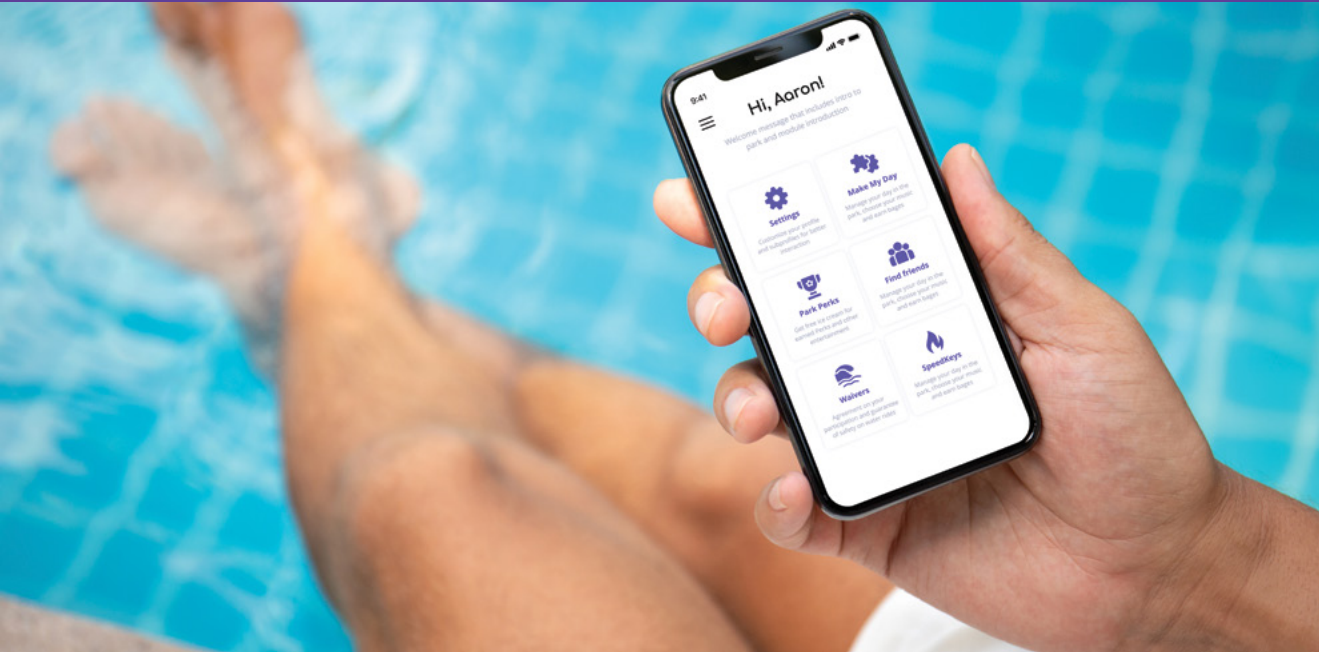 9:41
Hi, Aaron!
Welcome message that includes intro to
park and module introduction
Settings
Customize your profile
and for better
interaction
Make My Day
Manage your day in the
park, choose your music
and earn bages
Park Perks
Get free ice cream for
earned Perks and other
entertainment
Find friends
Manage your day in the
park, choose your music
and earn bages
Waivers
Agreement on your
participation and guarantee
of safety on water rides
SpeedKeys
Manage your day in the
park, choose your music
and earn bages